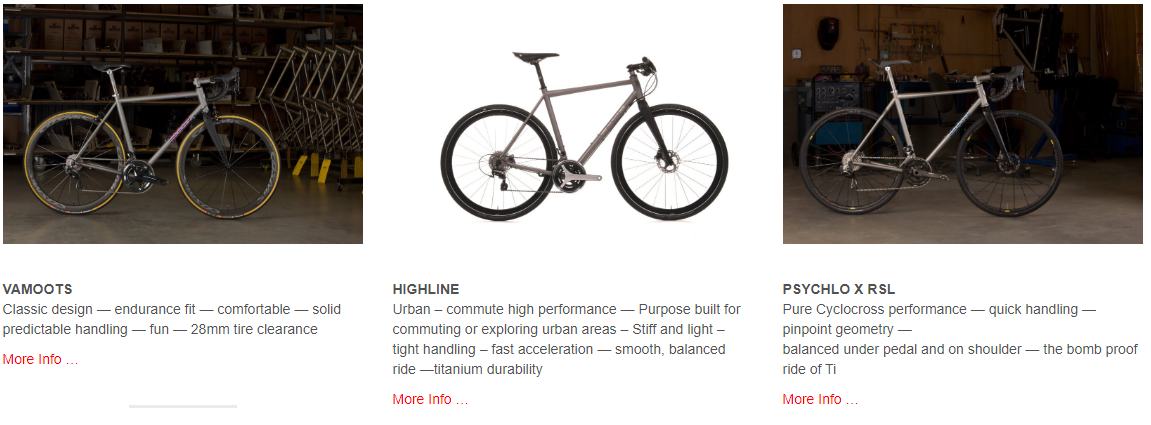 VAMOOTS
Classic design — endurance fit — comfortable — solid
predictable handling — fun — 28mm tire clearance
More Info …
HIGHLINE
Urban – commute high performance — Purpose built for
commuting or exploring urban areas – Stiff and light –
tight handling – fast acceleration — smooth, balanced
ride —titanium durability
More Info …
PSYCHLO X RSL
Pure Cyclocross performance — quick handling —
pinpoint geometry —
balanced under pedal and on shoulder — the bomb proof
ride of Ti
More Info …